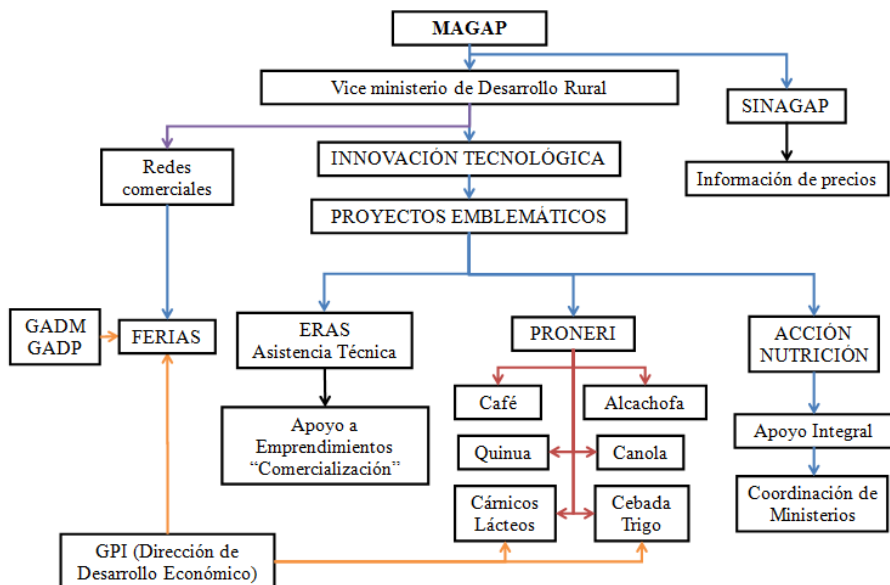 MAGAP
Vice ministerio de Desarrollo Rural
SINAGAP
Redes
comerciales
INNOVACIÓN TECNOLÓGICA
Información de precios
PROYECTOS EMBLEMÁTICOS
GADM
GADP
FERIAS
ERAS
Asistencia Técnica
PRONERI
ACCIÓN
NUTRICIÓN
Café
Alcachofa
Apoyo a
Emprendimientos
“Comercialización”
Apoyo Integral
Quinua
Canola
Cárnicos
Lácteos
Cebada
Trigo
Coordinación de
Ministerios
GPI (Dirección de
Desarrollo Económico)